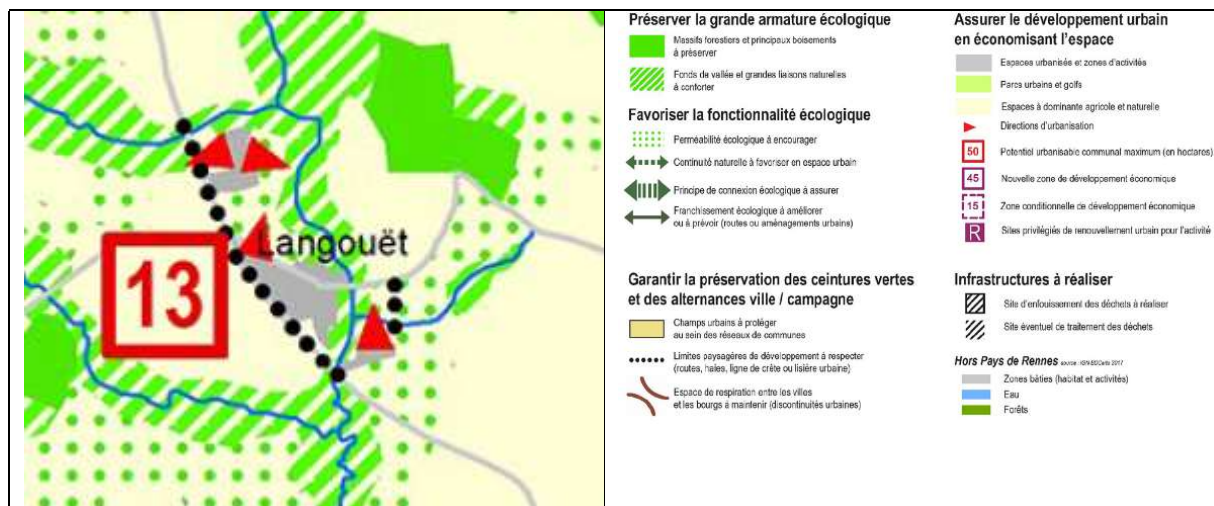 Langouët
13
Préserver la grande armature écologique
Massifs forestiers et principaux boisements
à préserver
Fonds de vallée et grandes liaisons naturelles
à conforter
Favoriser la fonctionnalité écologique
Perméabilité écologique à encourager
Continuité naturelle à favoriser en espace urbain
Principe de connexion écologique à assurer
Franchissement écologique à améliorer
ou à prévoir (routes ou aménagements urbains)
Garantir la préservation des ceintures vertes
et des alternances ville / campagne
Champs urbains à protéger
au sein des réseaux de communes
Limites paysagères de développement à respecter
(routes, haies, ligne de crête ou lisière urbaine)
Espace de respiration entre les villes
et les bourgs à maintenir (discontinuités urbaines)
Assurer le développement urbain
en économisant l'espace
Espaces urbanisés et zones d'activités
Parcs urbains et golfs
Espaces à dominante agricole et naturelle
Directions d'urbanisation
50 Potentiel urbanisable communal maximum (en hectares)
45 Nouvelle zone de développement économique
15 Zone conditionnelle de développement économique
R Sites privilégiés de renouvellement urbain pour l'activité
Infrastructures à réaliser
Site d'enfouissement des déchets à réaliser
Site éventuel de traitement des déchets
Hors Pays de Rennes
Zones bâties (habitat et activités)
Eau
Forêts